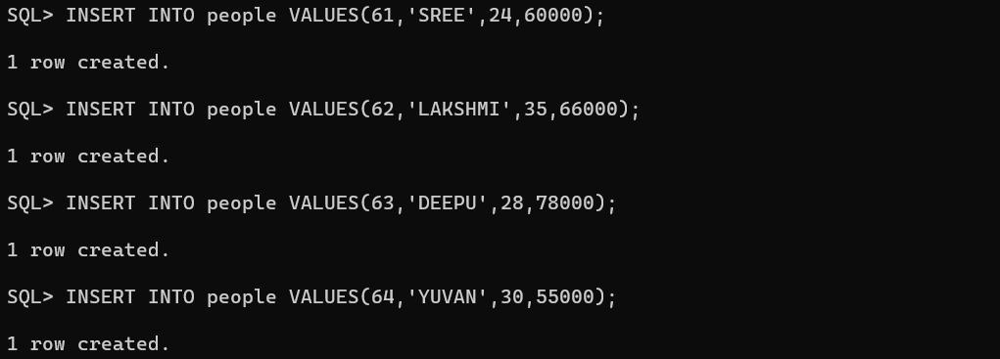 SQL> INSERT INTO people VALUES(61,'SREE',24,60000);
1 row created.
SQL> INSERT INTO people VALUES(62,'LAKSHMI',35,66000);
1 row created.
SQL> INSERT INTO people VALUES(63,'DEEPU',28,78000);
1 row created.
SQL> INSERT INTO people VALUES(64,'YUVAN',30,55000);
1 row created.